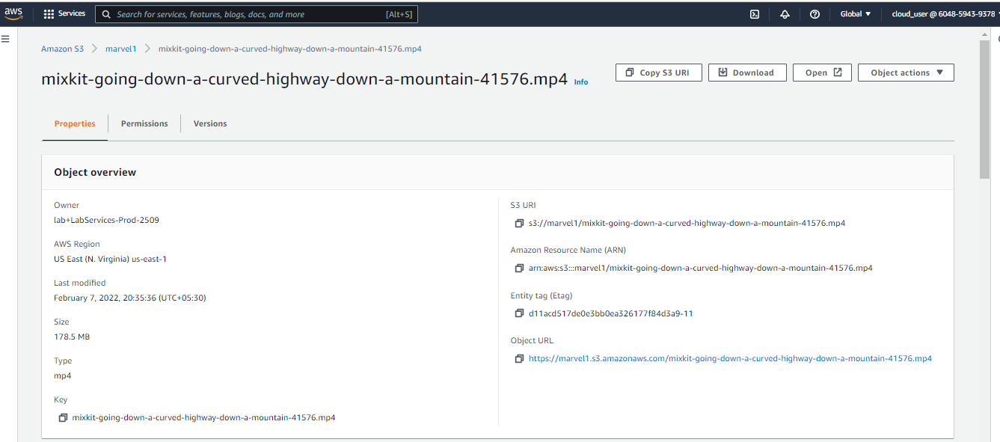 aws Services Search for services, features, blogs, docs, and more [Alt+S] Global ▼ cloud_user @ 6048-5943-9378
Amazon S3 > marvel1 > mixkit-going-down-a-curved-highway-down-a-mountain-41576.mp4
mixkit-going-down-a-curved-highway-down-a-mountain-41576.mp4 Info
Copy S3 URI Download Open Object actions ▼
Properties Permissions Versions
Object overview
Owner
lab+LabServices-Prod-2509
AWS Region
US East (N. Virginia) us-east-1
Last modified
February 7, 2022, 20:35:36 (UTC+05:30)
Size
178.5 MB
Type
mp4
Key
mixkit-going-down-a-curved-highway-down-a-mountain-41576.mp4
S3 URI
s3://marvel1/mixkit-going-down-a-curved-highway-down-a-mountain-41576.mp4
Amazon Resource Name (ARN)
arn:aws:s3:::marvel1/mixkit-going-down-a-curved-highway-down-a-mountain-41576.mp4
Entity tag (Etag)
d11acd517de0e3bb0ea326177f84d3a9-11
Object URL
https://marvel1.s3.amazonaws.com/mixkit-going-down-a-curved-highway-down-a-mountain-41576.mp4